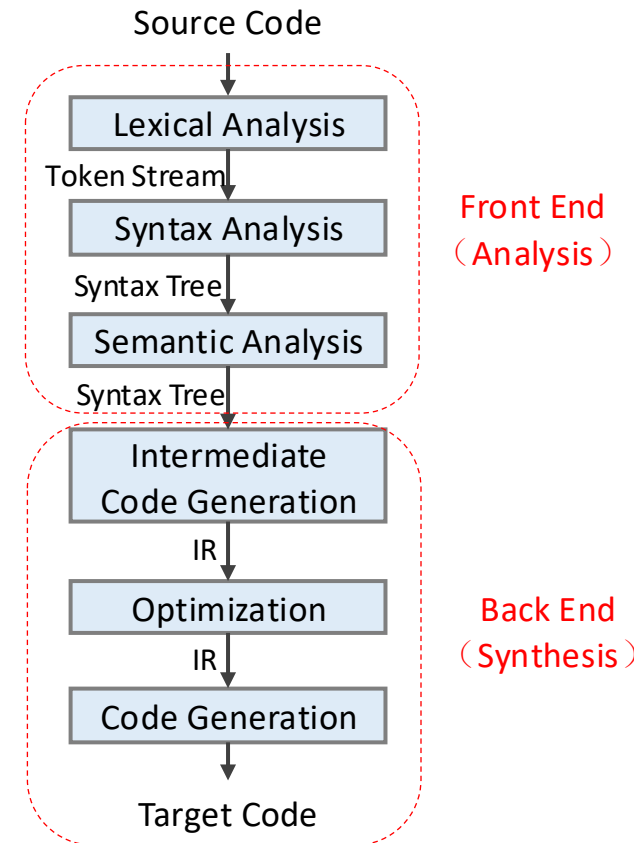 Source Code
Lexical Analysis
Token Stream
Syntax Analysis
Syntax Tree
Semantic Analysis
Syntax Tree
Front End
（Analysis）
Intermediate
Code Generation
IR
Optimization
IR
Code Generation
Target Code
Back End
（Synthesis）